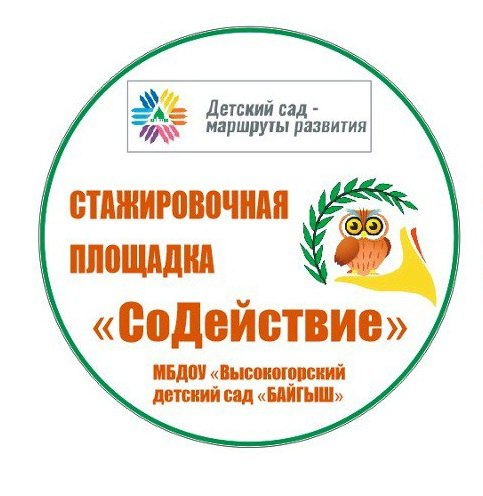 Детский сад -
маршруты развития
СТАЖИРОВОЧНАЯ
ПЛОЩАДКА
«СоДействие»
МБДОУ «Высокогорский
детский сад «БАЙГЫШ»